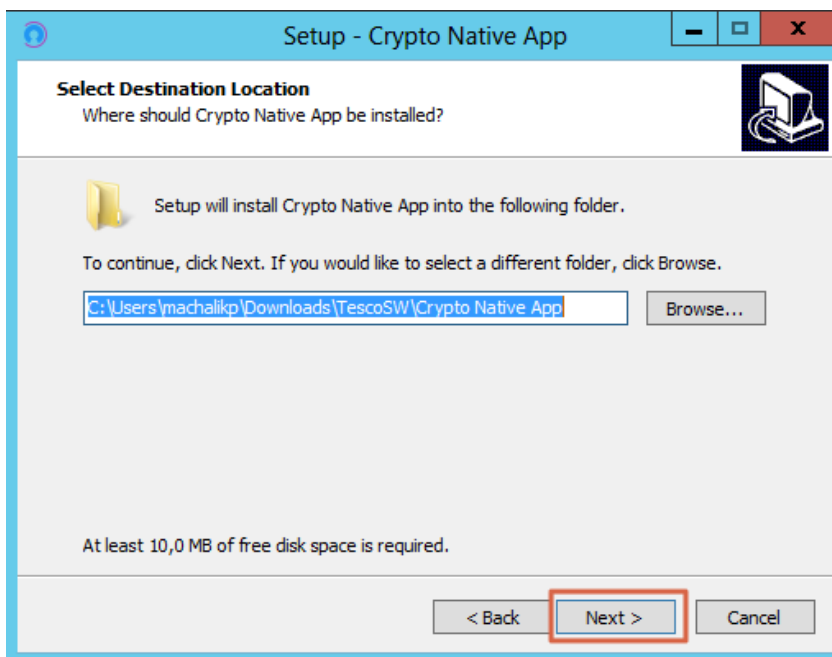 Setup - Crypto Native App
Select Destination Location
Where should Crypto Native App be installed?
Setup will install Crypto Native App into the following folder.
To continue, click Next. If you would like to select a different folder, click Browse.
C:\Users\machalikp\Downloads\TescoSW\Crypto Native App
Browse...
At least 10,0 MB of free disk space is required.
< Back Next > Cancel